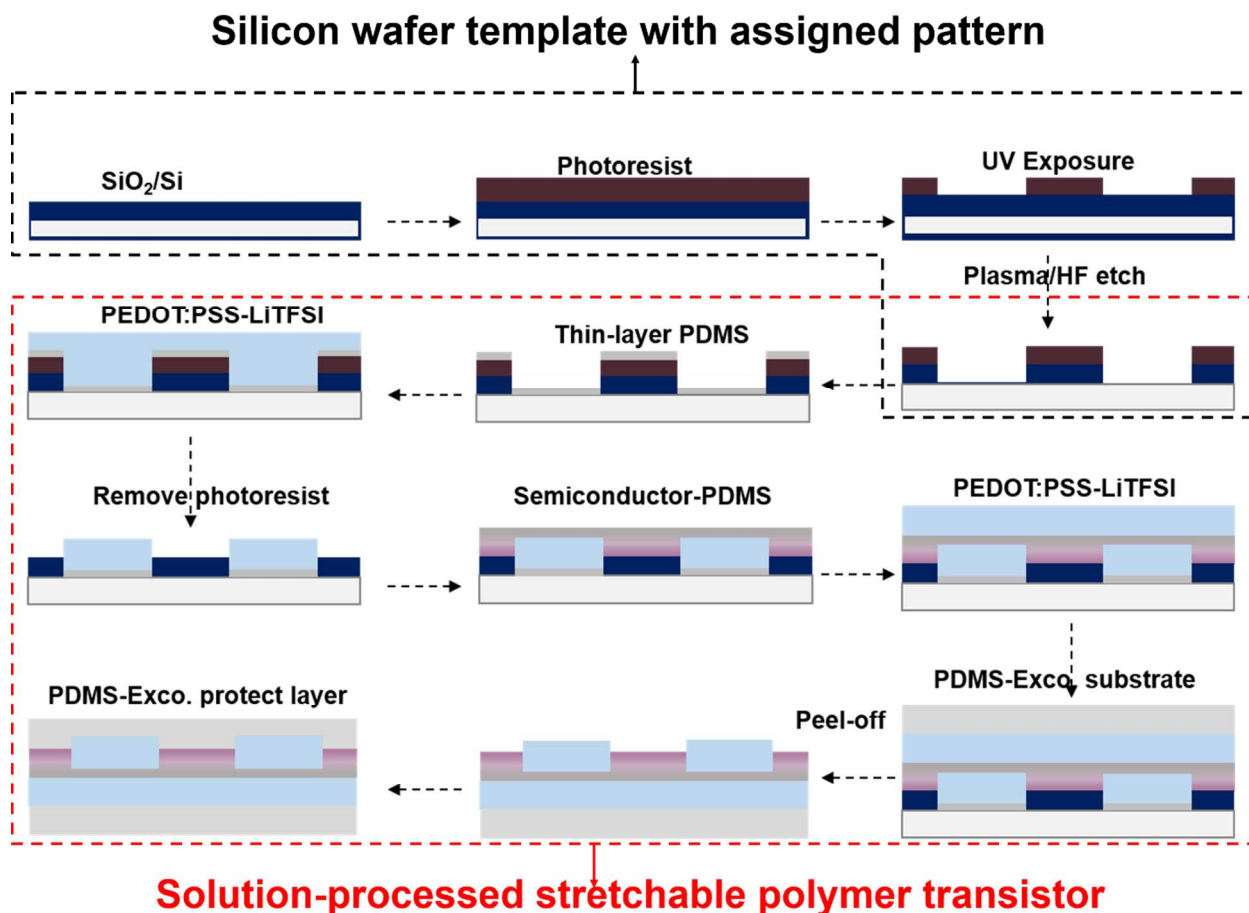 Silicon wafer template with assigned pattern
SiO₂/Si
Photoresist
UV Exposure
Plasma/HF etch
PEDOT:PSS-LiTFSI
Thin-layer PDMS
Remove photoresist
Semiconductor-PDMS
PEDOT:PSS-LiTFSI
PDMS-Exco. protect layer
Peel-off
PDMS-Exco. substrate
Solution-processed stretchable polymer transistor